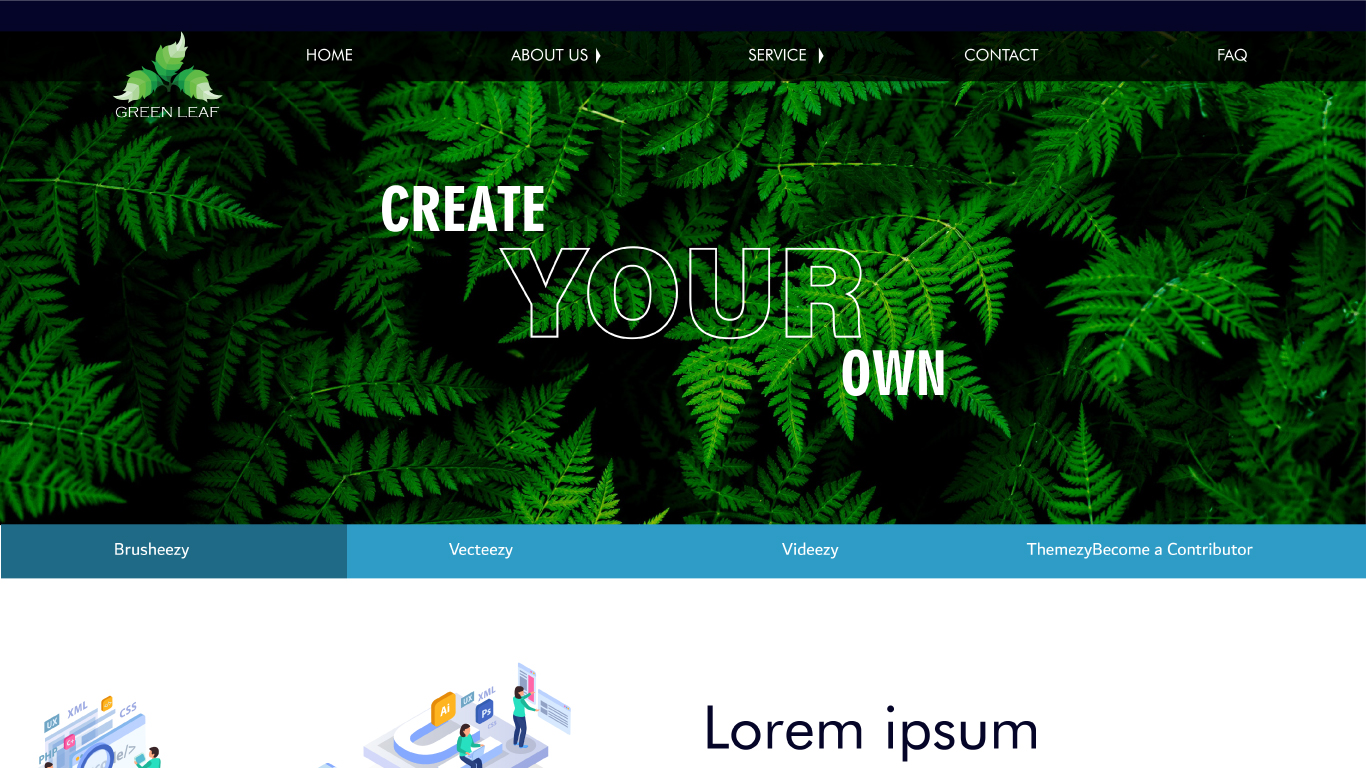 HOME ABOUT US SERVICE CONTACT FAQ
GREEN LEAF
CREATE
YOUR
OWN
Brusheezy Vecteezy Videezy ThemezyBecome a Contributor
Lorem ipsum
UX XML CSS
PHP C+
Ai UX XML
Ps